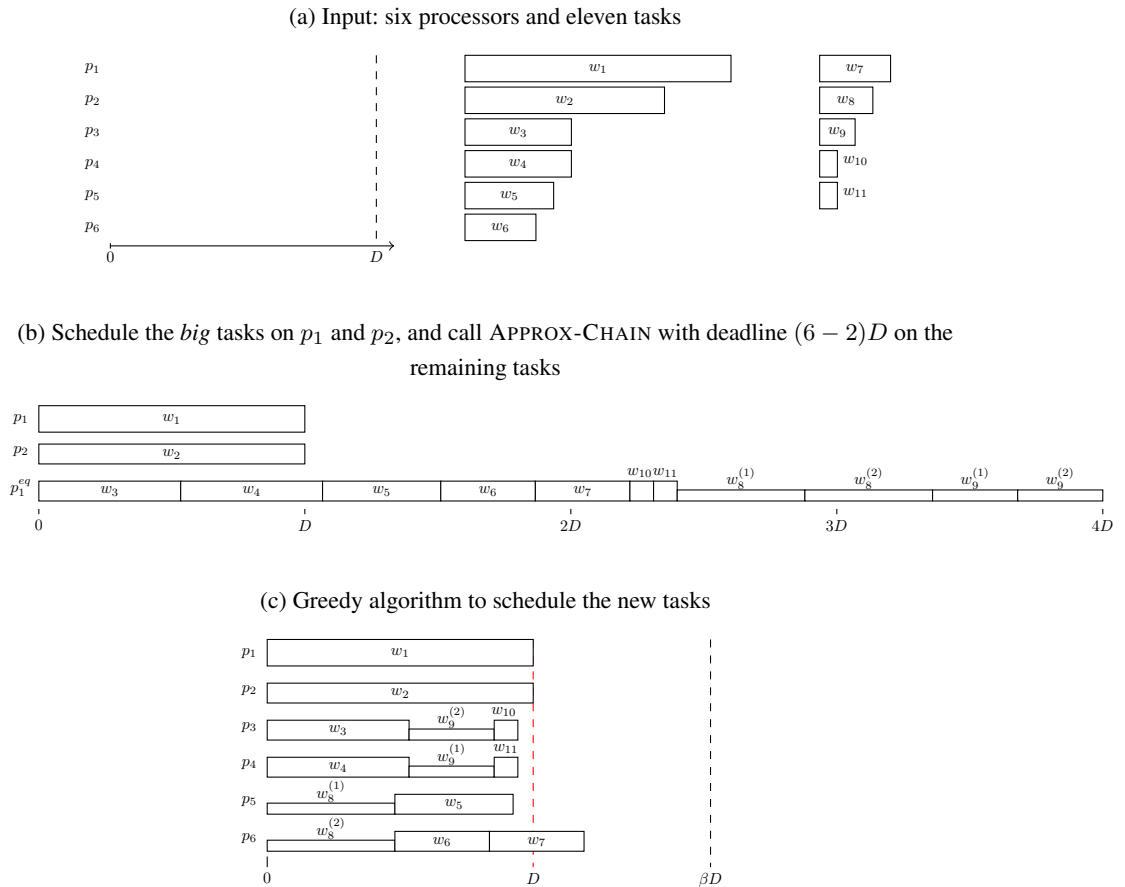 (a) Input: six processors and eleven tasks
p₁ w₁ w₇
p₂ w₂ w₈
p₃ w₃ w₉
p₄ w₄ w₁₀
p₅ w₅ w₁₁
p₆ w₆
0 D
(b) Schedule the big tasks on p₁ and p₂, and call APPROX-CHAIN with deadline (6 − 2)D on the
remaining tasks
p₁ w₁
p₂ w₂
w₁₀ w₁₁ w₈⁽¹⁾ w₈⁽²⁾ w₉⁽¹⁾ w₉⁽²⁾
p₁ᵉq w₃ w₄ w₅ w₆ w₇
0 D 2D 3D 4D
(c) Greedy algorithm to schedule the new tasks
p₁ w₁
p₂ w₂
p₃ w₃ w₉⁽²⁾ w₁₀
p₄ w₄ w₉⁽¹⁾ w₁₁
p₅ w₈⁽¹⁾ w₅
p₆ w₈⁽²⁾ w₆ w₇
0 D βD